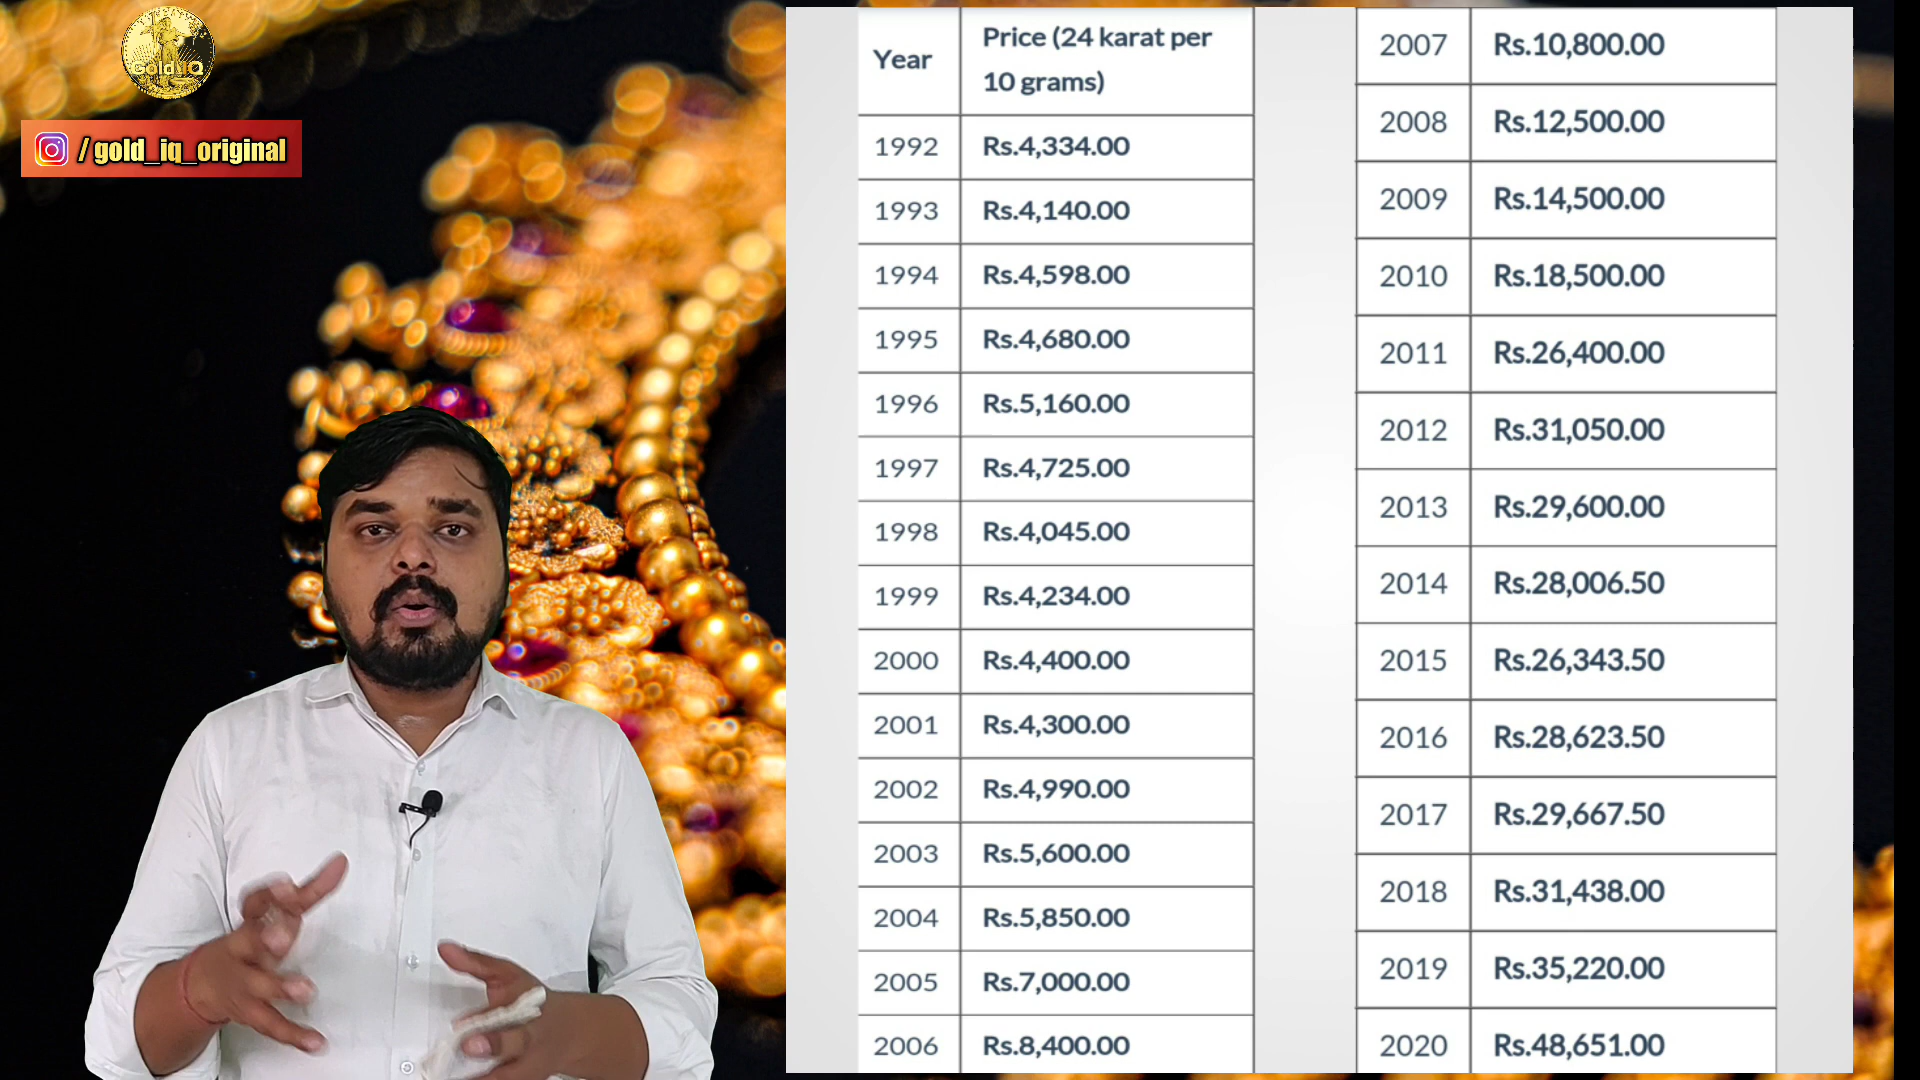 Gold IQ
/ gold_iq_original
Year Price (24 karat per
10 grams)
1992 Rs.4,334.00
1993 Rs.4,140.00
1994 Rs.4,598.00
1995 Rs.4,680.00
1996 Rs.5,160.00
1997 Rs.4,725.00
1998 Rs.4,045.00
1999 Rs.4,234.00
2000 Rs.4,400.00
2001 Rs.4,300.00
2002 Rs.4,990.00
2003 Rs.5,600.00
2004 Rs.5,850.00
2005 Rs.7,000.00
2006 Rs.8,400.00
2007 Rs.10,800.00
2008 Rs.12,500.00
2009 Rs.14,500.00
2010 Rs.18,500.00
2011 Rs.26,400.00
2012 Rs.31,050.00
2013 Rs.29,600.00
2014 Rs.28,006.50
2015 Rs.26,343.50
2016 Rs.28,623.50
2017 Rs.29,667.50
2018 Rs.31,438.00
2019 Rs.35,220.00
2020 Rs.48,651.00